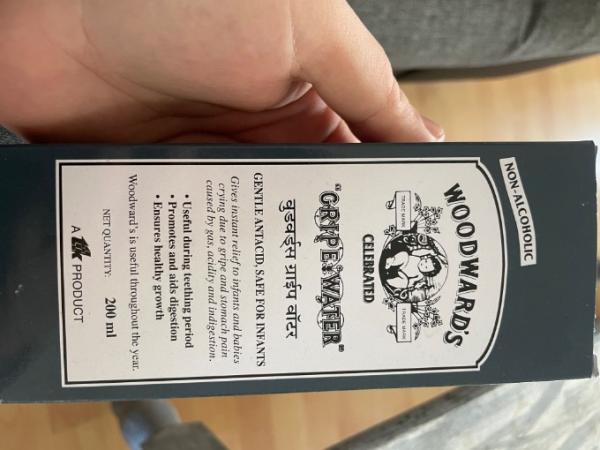 NON-ALCOHOLIC
WOODWARD'S
TRADE MARK
TRADE MARK
CELEBRATED
"GRIPE WATER"
वुडवर्ड्स ग्राईप वॉटर
GENTLE ANTACID, SAFE FOR INFANTS
Gives instant relief to infants and babies
crying due to gripe and stomach pain
caused by gas, acidity and indigestion.
• Useful during teething period
• Promotes and aids digestion
• Ensures healthy growth
Woodward's is useful throughout the year.
NET QUANTITY: 200 ml
A ttk PRODUCT